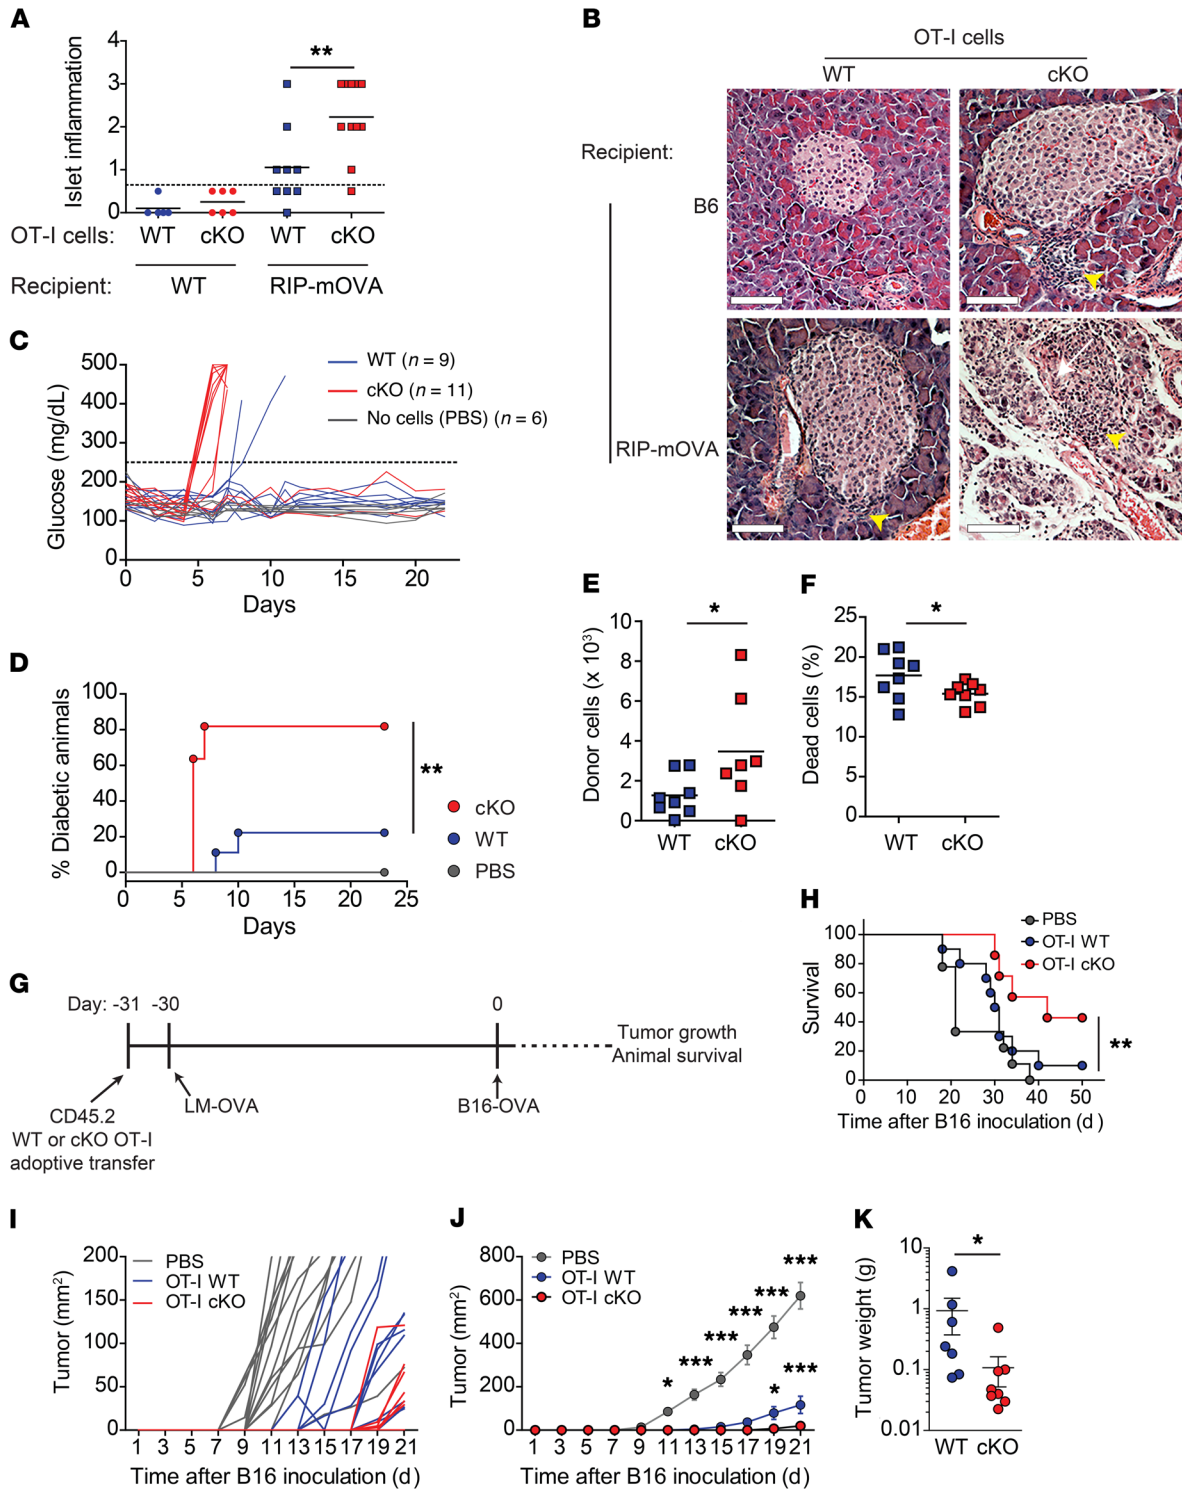 A
Islet inflammation
4
3
2
1
0
**
OT-I cells: WT cKO WT cKO
Recipient: WT RIP-mOVA
B
OT-I cells
WT cKO
Recipient:
B6
RIP-mOVA
C
Glucose (mg/dL)
500
400
300
200
100
0
0 5 10 15 20
Days
WT (n = 9)
cKO (n = 11)
No cells (PBS) (n = 6)
D
% Diabetic animals
100
80
60
40
20
0
0 5 10 15 20 25
Days
**
cKO
WT
PBS
E
Donor cells (x 10³)
10
8
6
4
2
0
*
WT cKO
F
Dead cells (%)
25
20
15
10
5
0
*
WT cKO
G
Day: -31 -30 0
Tumor growth
Animal survival
LM-OVA
B16-OVA
CD45.2
WT or cKO OT-I
adoptive transfer
H
PBS
OT-I WT
OT-I cKO
Survival
100
80
60
40
20
0
0 10 20 30 40 50
Time after B16 inoculation (d)
**
I
Tumor (mm²)
200
150
100
50
0
PBS
OT-I WT
OT-I cKO
1 3 5 7 9 11 13 15 17 19 21
Time after B16 inoculation (d)
J
Tumor (mm²)
800
600
400
200
0
PBS
OT-I WT
OT-I cKO
* *** *** *** *** ***
* ***
1 3 5 7 9 11 13 15 17 19 21
Time after B16 inoculation (d)
K
Tumor weight (g)
10
1
0.1
0.01
*
WT cKO